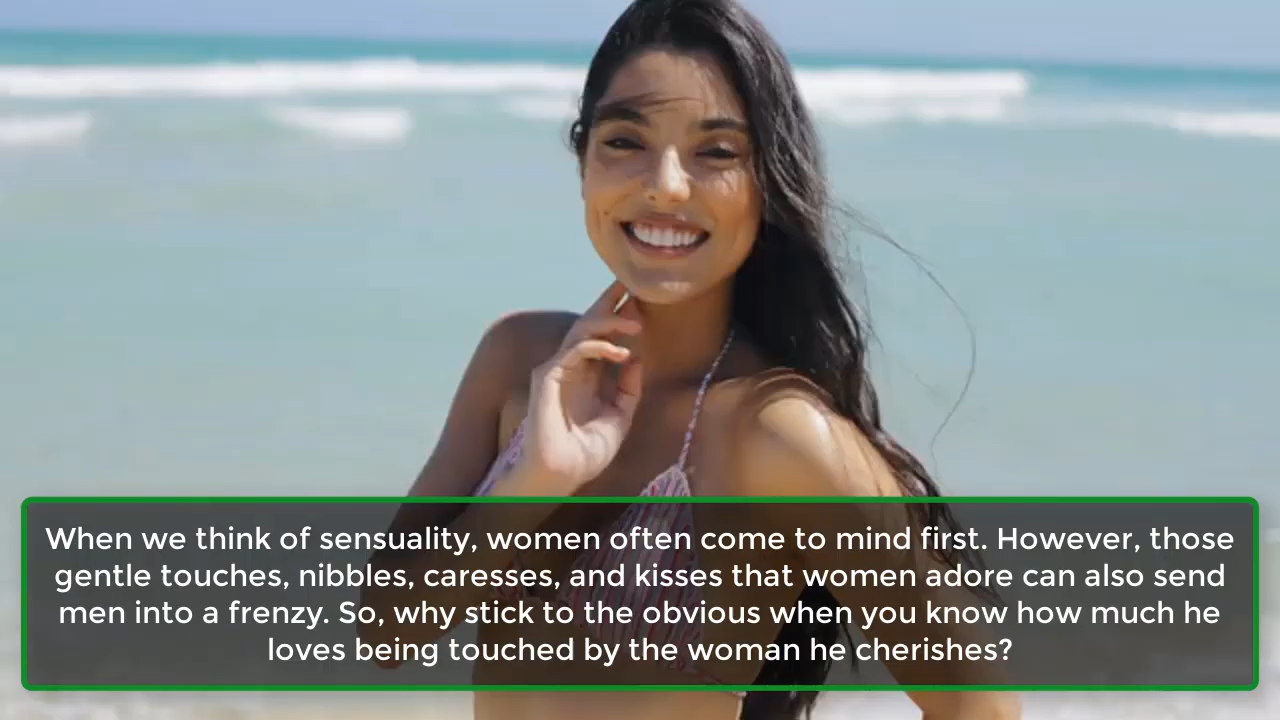 When we think of sensuality, women often come to mind first. However, those
gentle touches, nibbles, caresses, and kisses that women adore can also send
men into a frenzy. So, why stick to the obvious when you know how much he
loves being touched by the woman he cherishes?